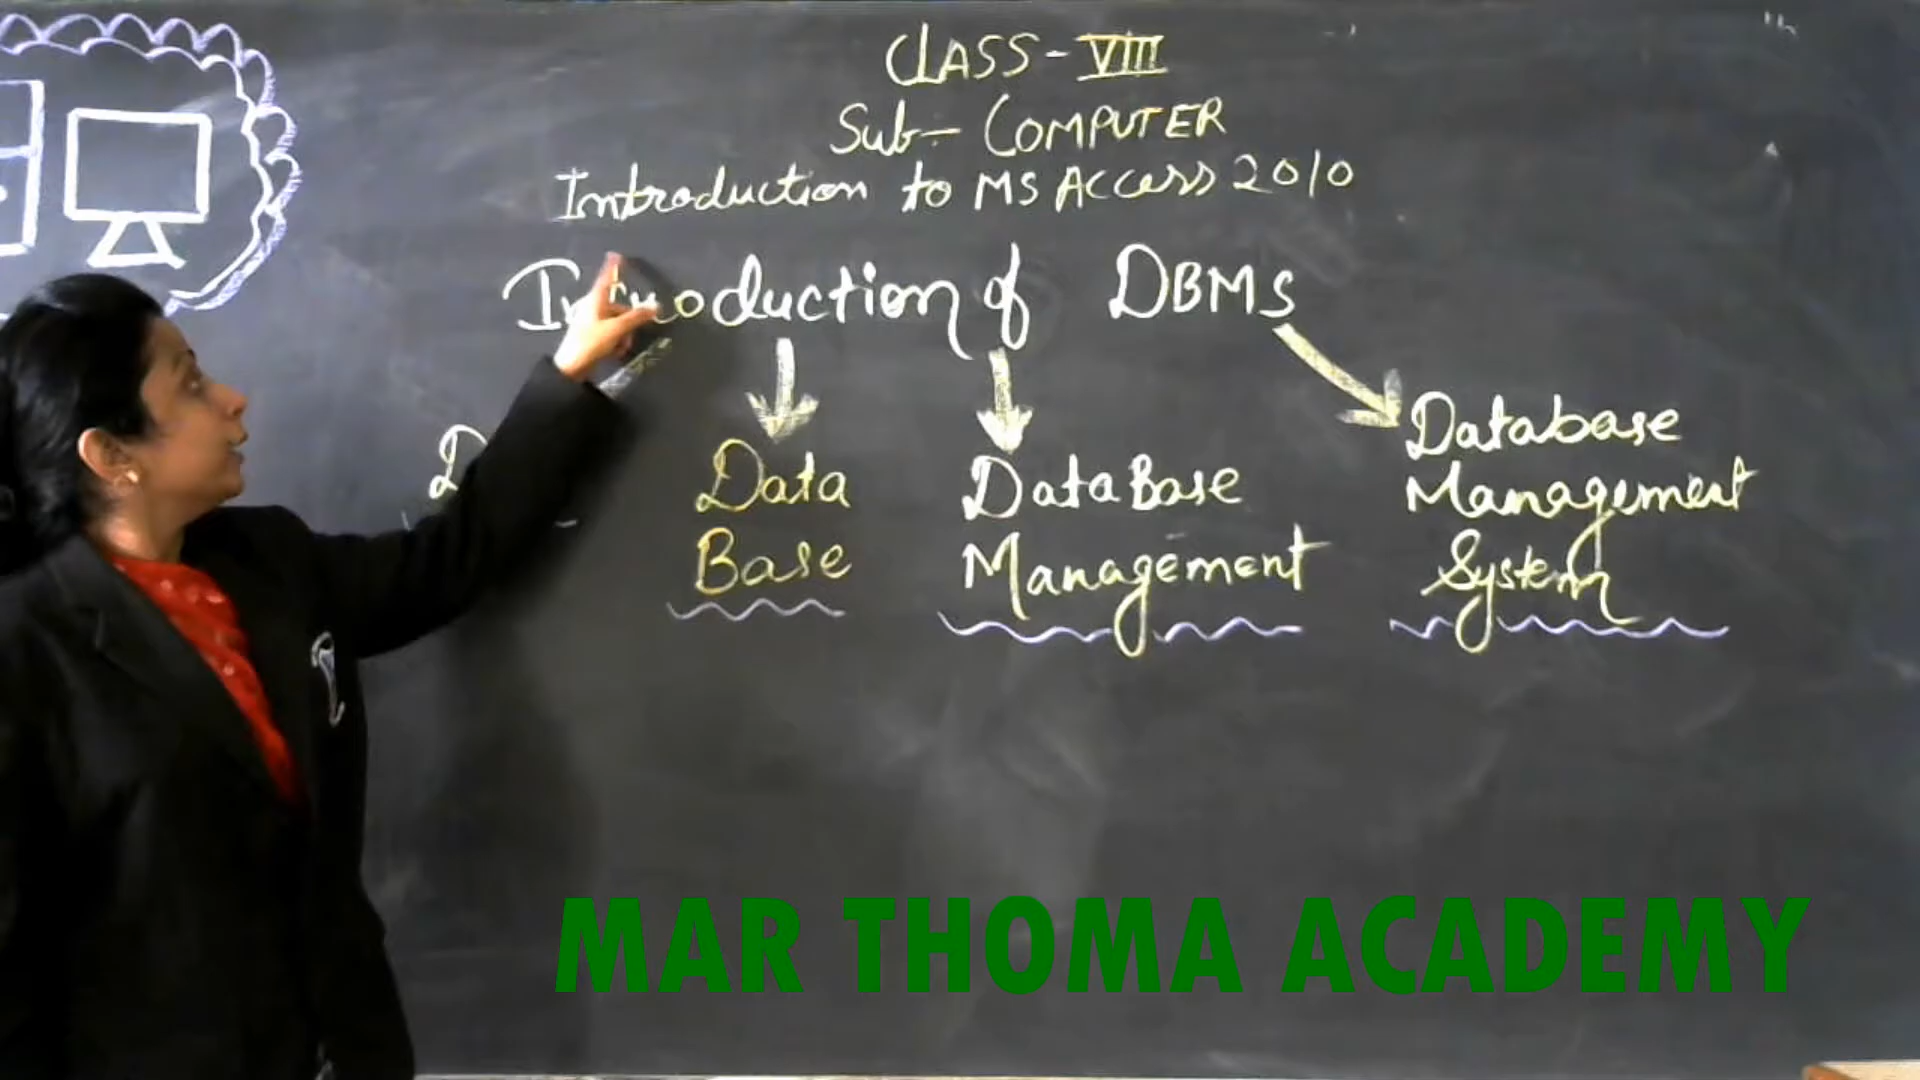 CLASS - VIII
Sub - COMPUTER
Introduction to MS Access 2010
Introduction of DBMS
Data
Base
DataBase
Management
Database
Management
System
MAR THOMA ACADEMY